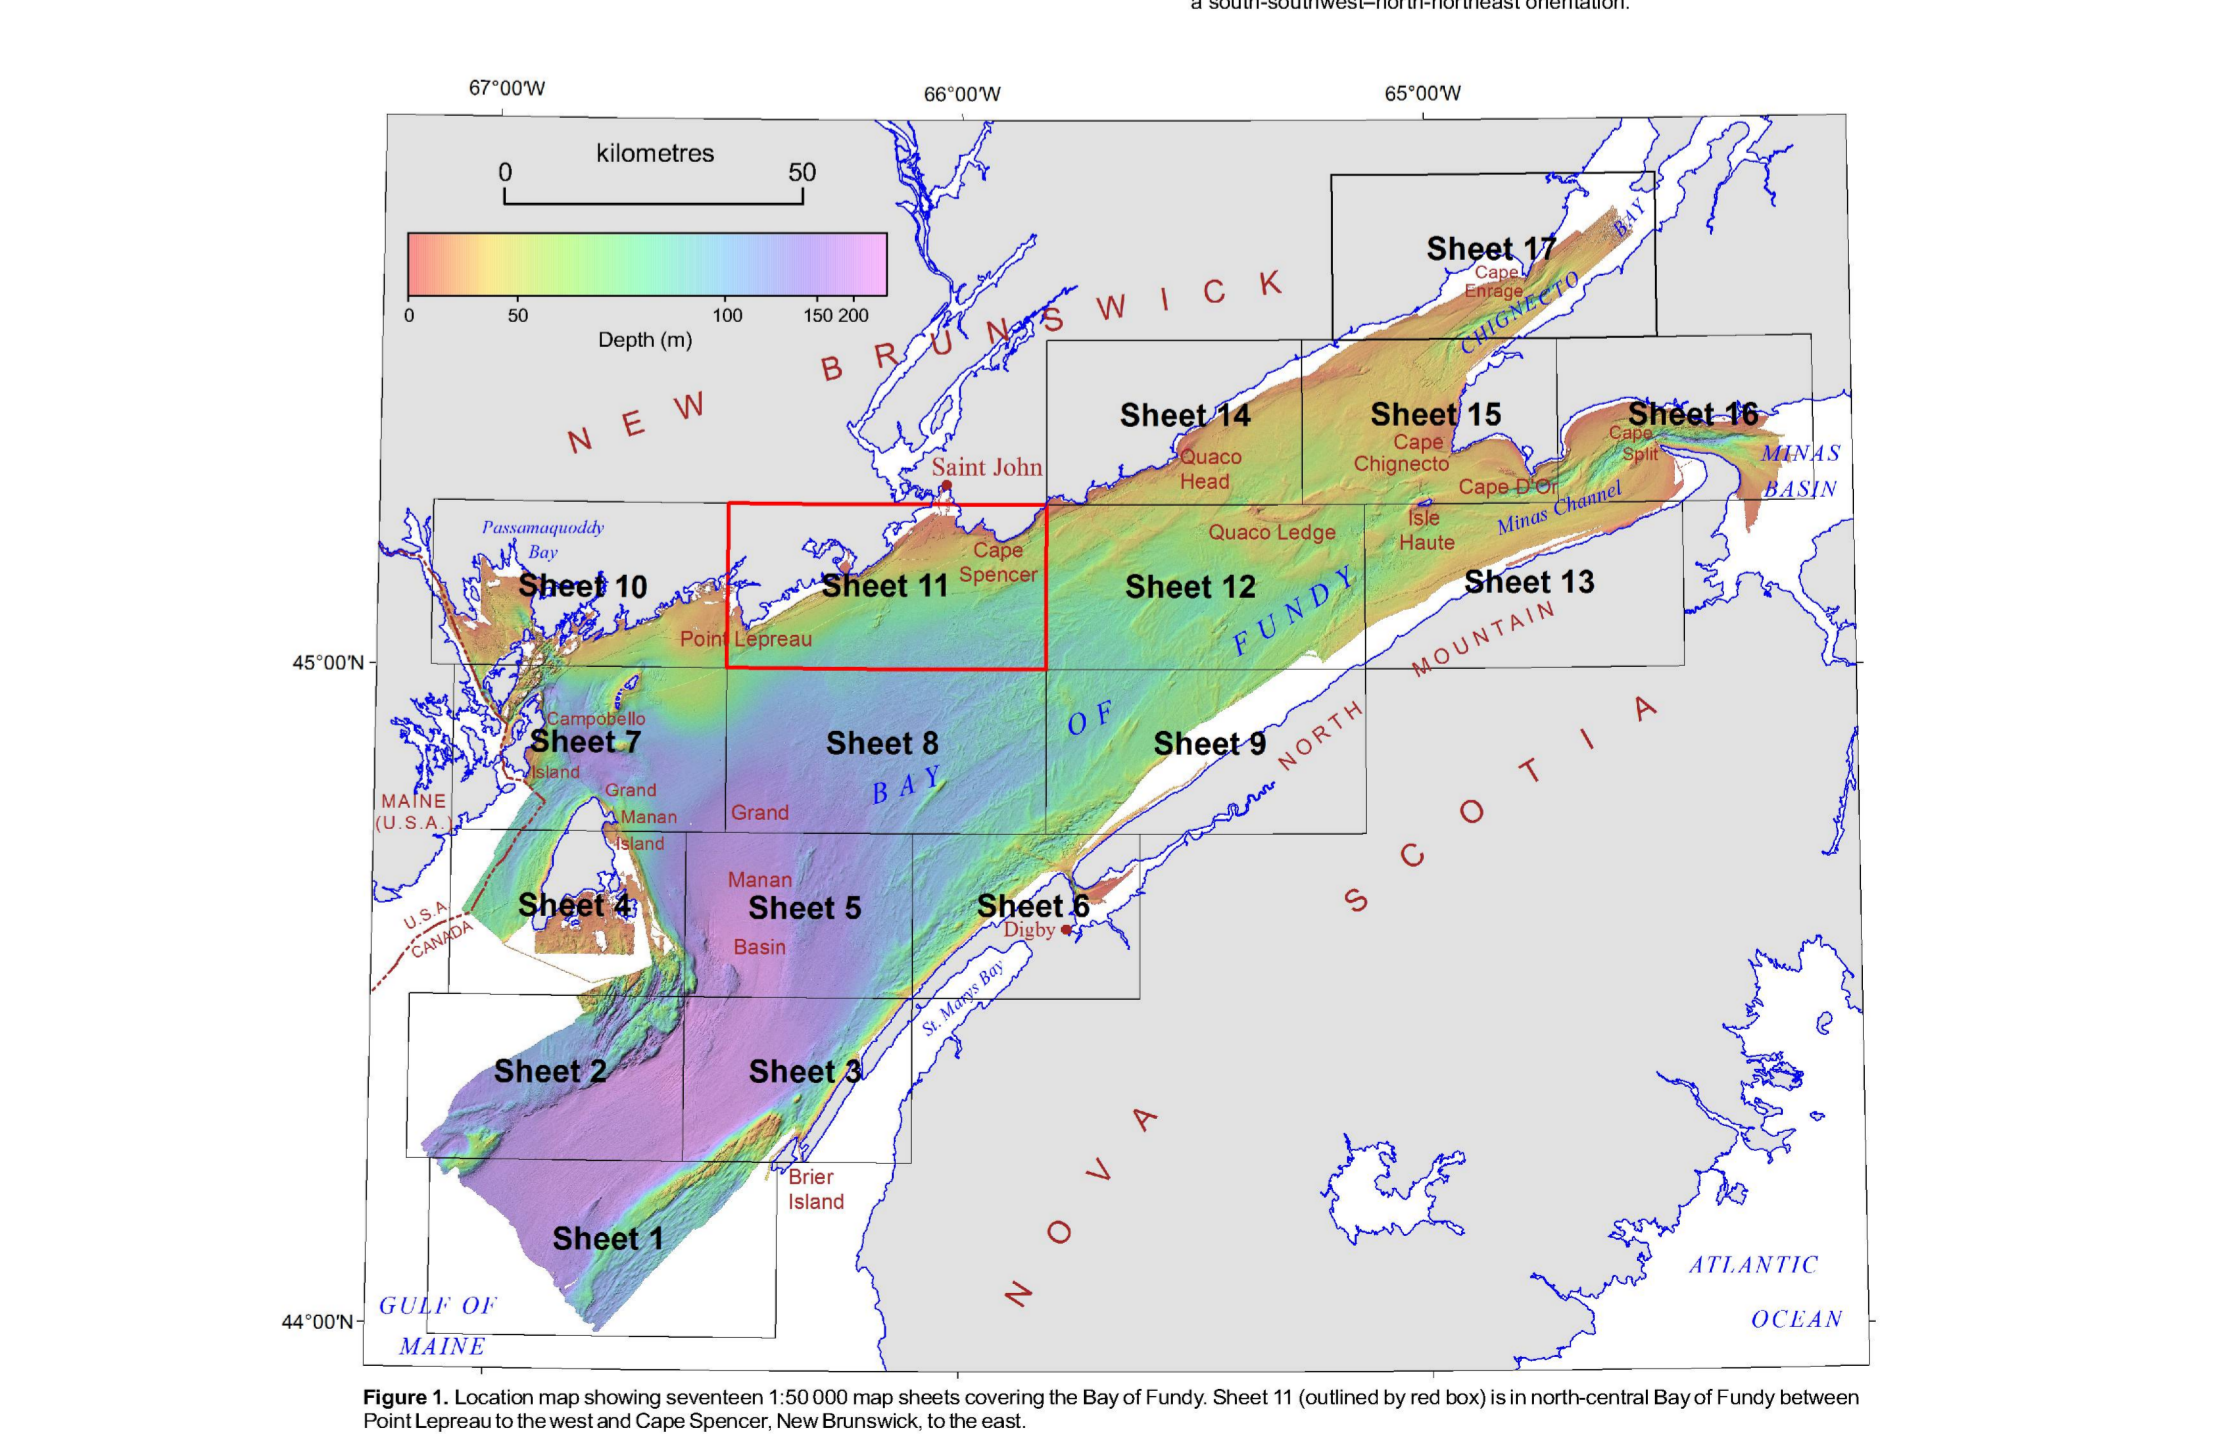 a south-southwest–north-northeast orientation.
67°00'W
66°00'W
65°00'W
kilometres
0 50
0 50 100 150 200
Depth (m)
NEW BRUNSWICK
Sheet 17
Cape
Enrage
CHIGNECTO BAY
Sheet 14
Sheet 15
Sheet 16
Cape
Chignecto
Cape
Split
MINAS
BASIN
Quaco
Head
Saint John
Cape D'Or
Minas Channel
Isle
Haute
Quaco Ledge
Passamaquoddy
Bay
Cape
Spencer
Sheet 10
Sheet 11
Sheet 12
Sheet 13
Point Lepreau
45°00'N
BAY OF FUNDY
NORTH MOUNTAIN
Campobello
Island
Sheet 7
Sheet 8
Sheet 9
Grand
Manan
Island
MAINE
(U.S.A.)
Grand
Manan
Basin
Sheet 4
Sheet 5
Sheet 6
Digby
U.S.A.
CANADA
St. Marys Bay
NOVA SCOTIA
Sheet 2
Sheet 3
Brier
Island
Sheet 1
GULF OF
MAINE
ATLANTIC
OCEAN
44°00'N
Figure 1. Location map showing seventeen 1:50 000 map sheets covering the Bay of Fundy. Sheet 11 (outlined by red box) is in north-central Bay of Fundy between
Point Lepreau to the west and Cape Spencer, New Brunswick, to the east.